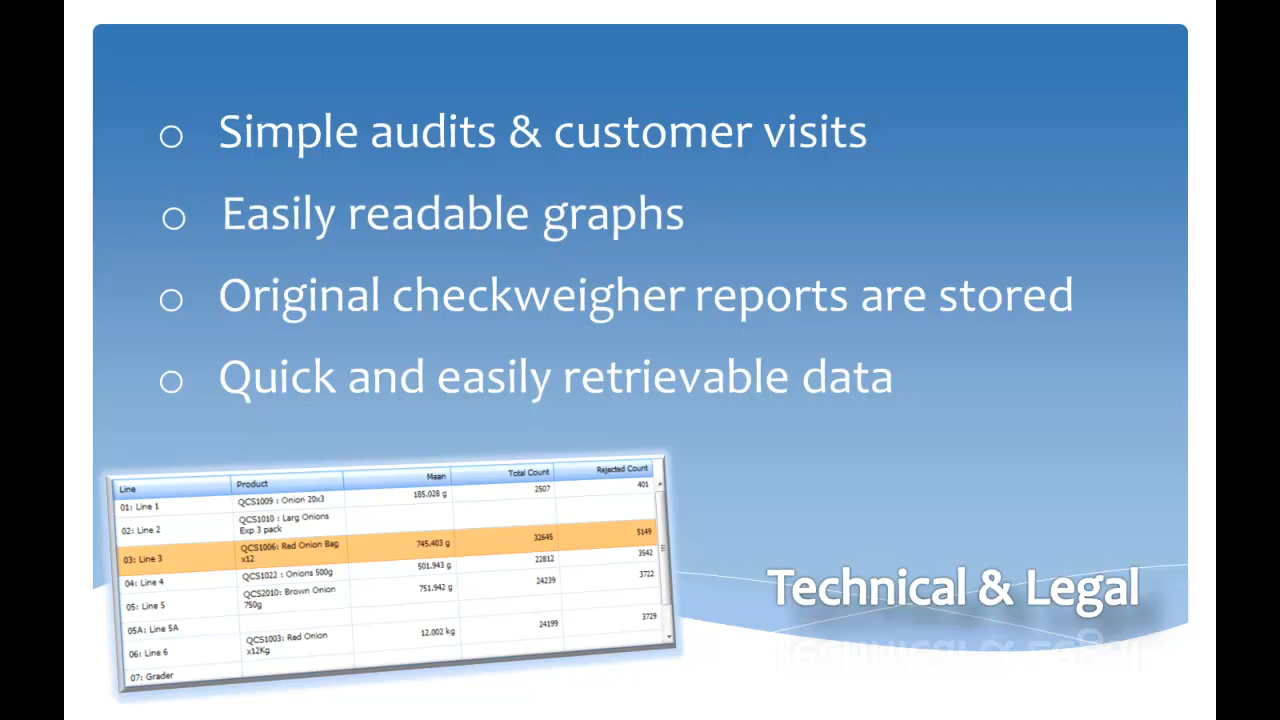 Simple audits & customer visits
Easily readable graphs
Original checkweigher reports are stored
Quick and easily retrievable data
Line Product Mean Total Count Rejected Count
01: Line 1 QCS1009 : Onion 20x3 185.028 g 2507 401
02: Line 2 QCS1010 : Larg Onions
Exp 3 pack
03: Line 3 QCS1006: Red Onion Bag 745.403 g 32645 5149
x12
04: Line 4 QCS1022 : Onions 500g 501.943 g 22812 3542
05: Line 5 QCS2010: Brown Onion 751.942 g 24239 3722
750g
05A: Line 5A
06: Line 6 QCS1003: Red Onion 12.002 kg 24199 3729
x12Kg
07: Grader
Technical & Legal